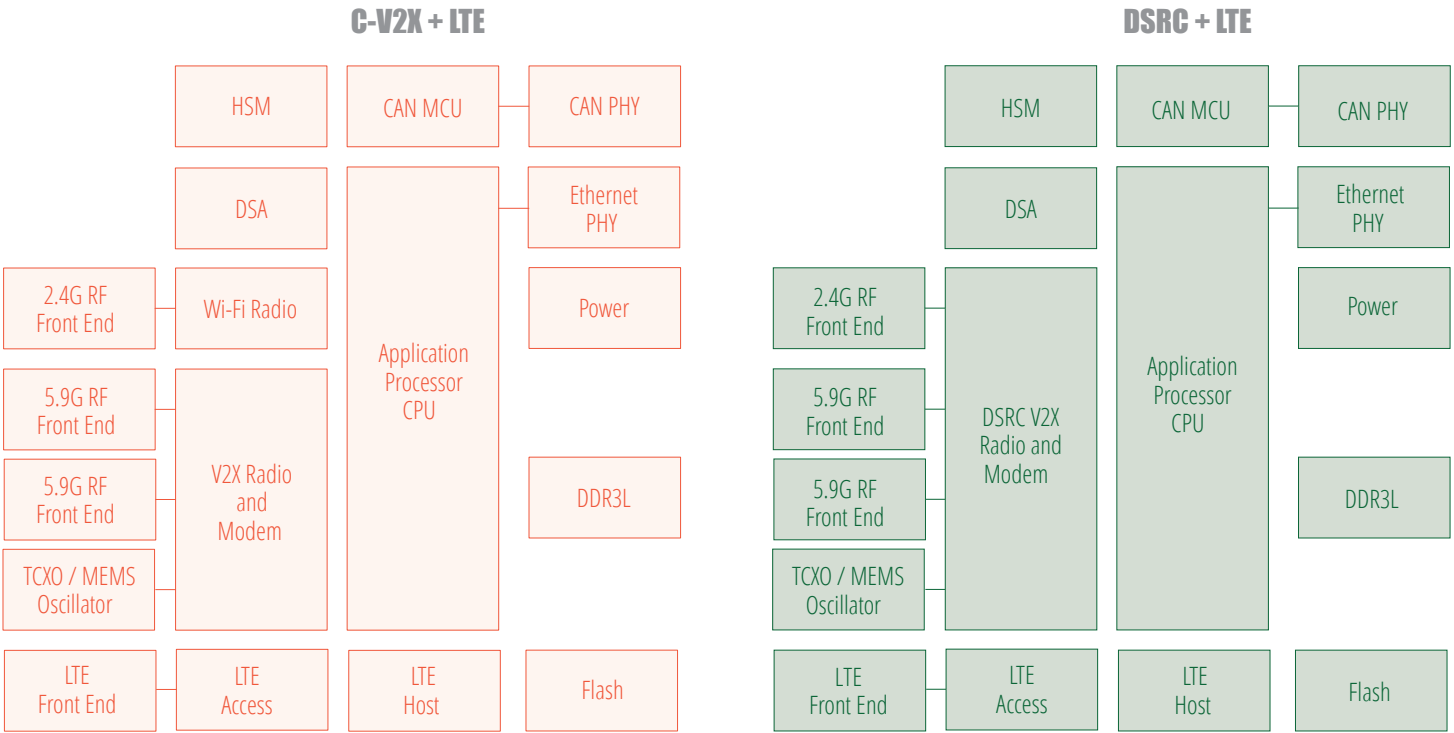 C-V2X + LTE
HSM
CAN MCU
CAN PHY
DSA
Ethernet
PHY
2.4G RF
Front End
Wi-Fi Radio
Power
Application
Processor
CPU
5.9G RF
Front End
V2X Radio
and
Modem
5.9G RF
Front End
DDR3L
TCXO / MEMS
Oscillator
LTE
Front End
LTE
Access
LTE
Host
Flash
DSRC + LTE
HSM
CAN MCU
CAN PHY
DSA
Ethernet
PHY
2.4G RF
Front End
Power
Application
Processor
CPU
5.9G RF
Front End
DSRC V2X
Radio and
Modem
5.9G RF
Front End
DDR3L
TCXO / MEMS
Oscillator
LTE
Front End
LTE
Access
LTE
Host
Flash